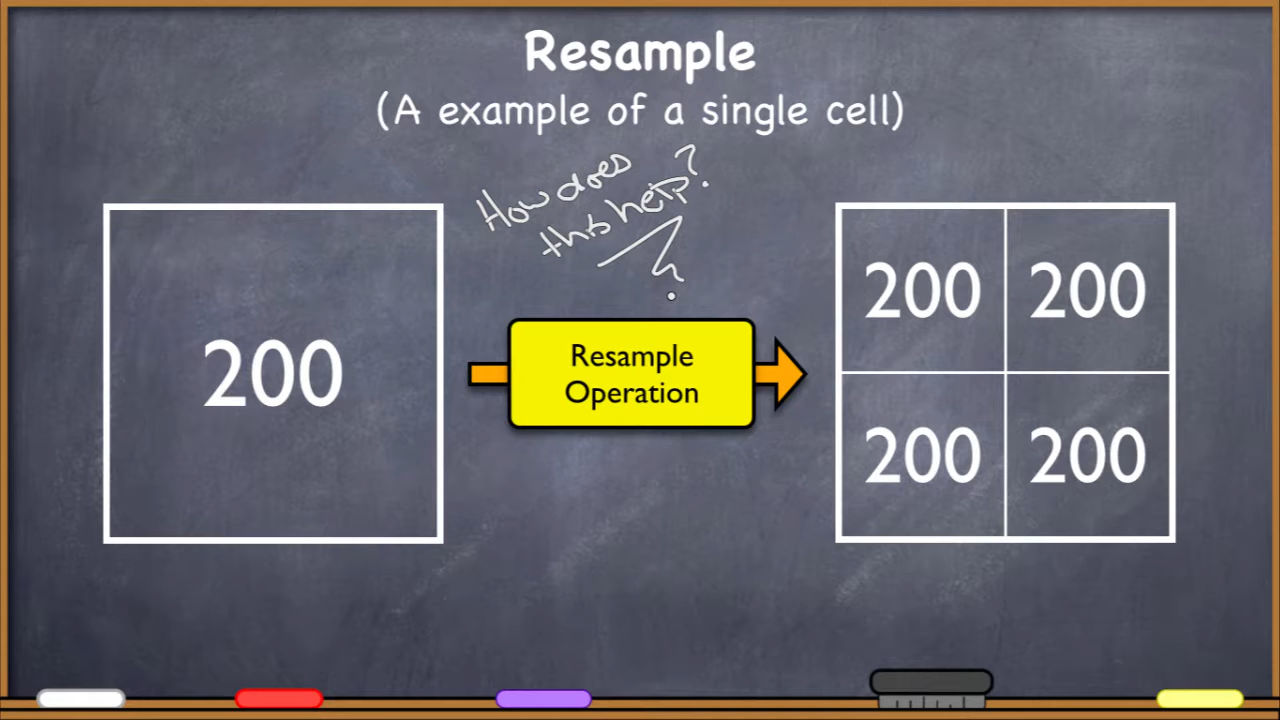 Resample
(A example of a single cell)
How does
this help?
?
200
Resample
Operation
200 200
200 200